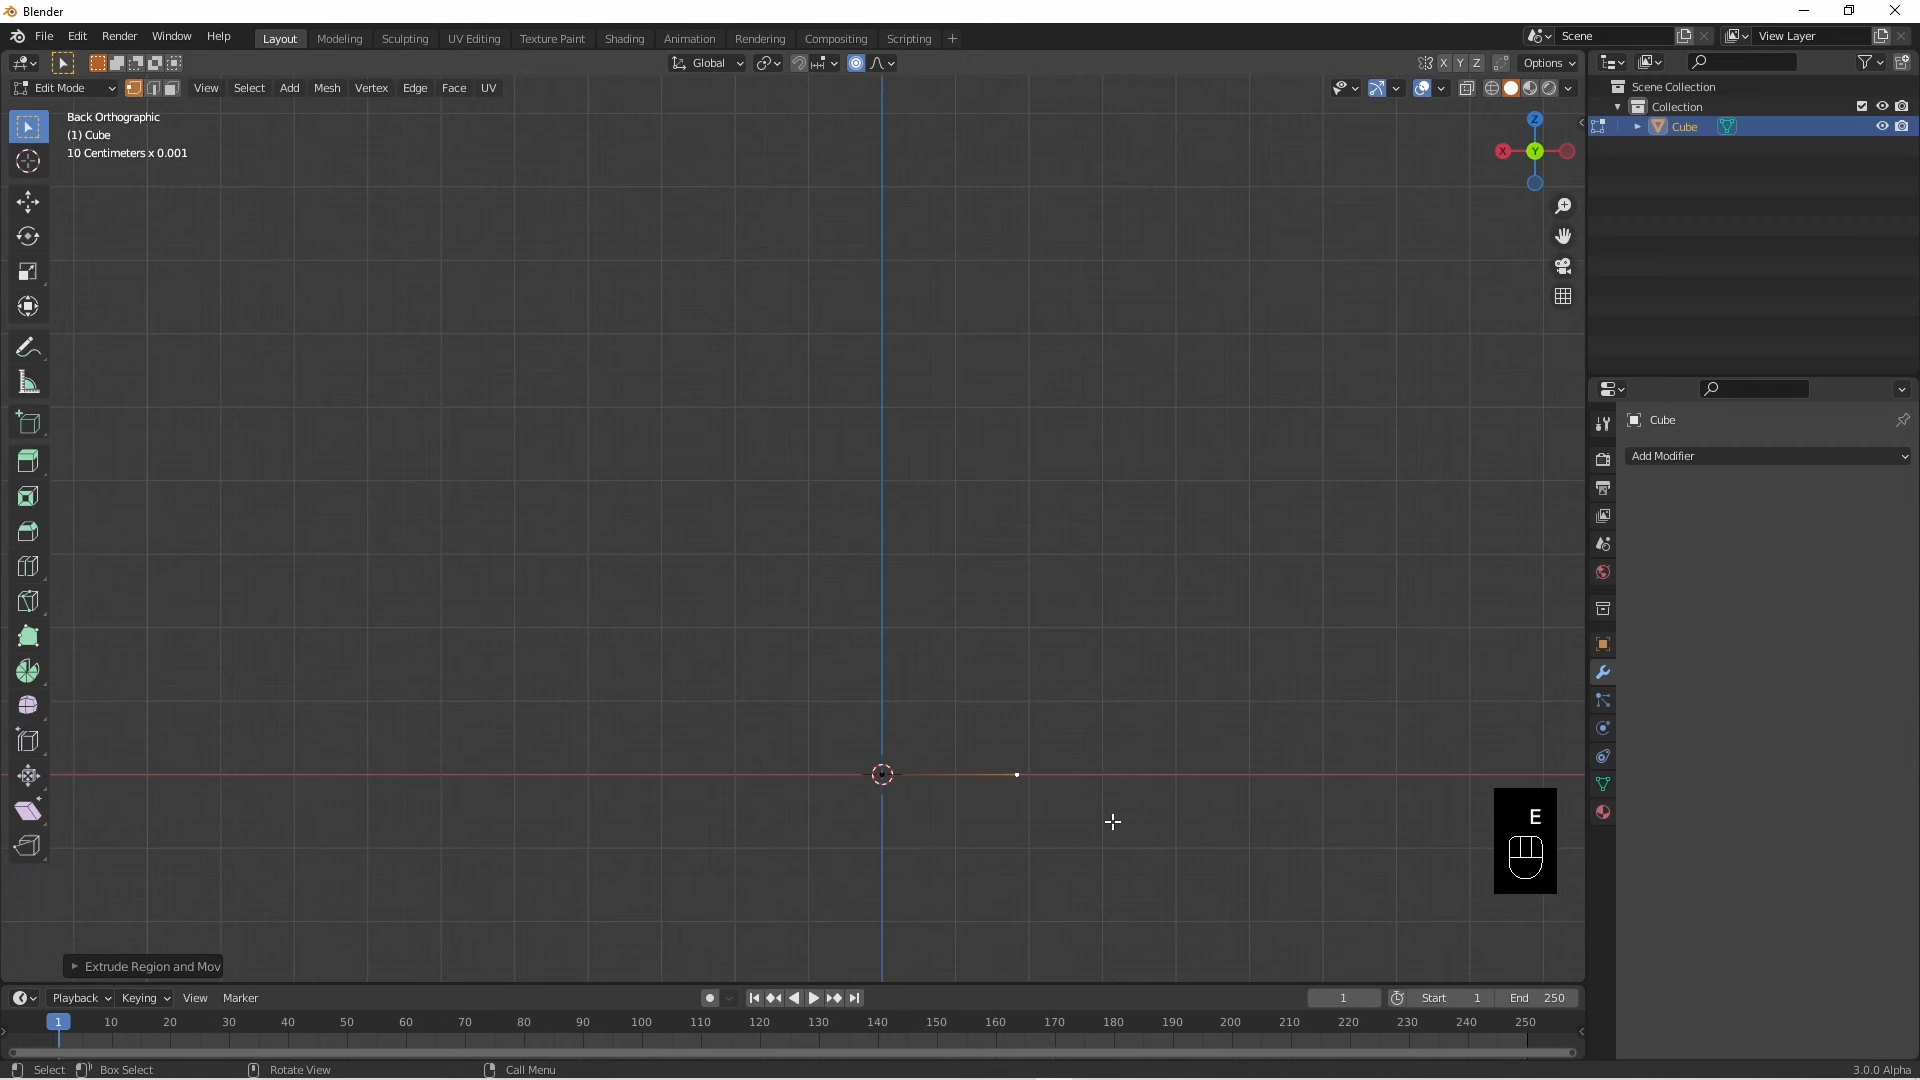 Blender
File Edit Render Window Help
Layout Modeling Sculpting UV Editing Texture Paint Shading Animation Rendering Compositing Scripting
Scene
View Layer
Global
X Y Z Options
Edit Mode View Select Add Mesh Vertex Edge Face UV
Back Orthographic
(1) Cube
10 Centimeters x 0.001
Z
X
Y
Scene Collection
Collection
Cube
Cube
Add Modifier
E
Extrude Region and Mov
Playback Keying View Marker
1
Start 1
End 250
1 10 20 30 40 50 60 70 80 90 100 110 120 130 140 150 160 170 180 190 200 210 220 230 240 250
Select Box Select Rotate View Call Menu
3.0.0 Alpha